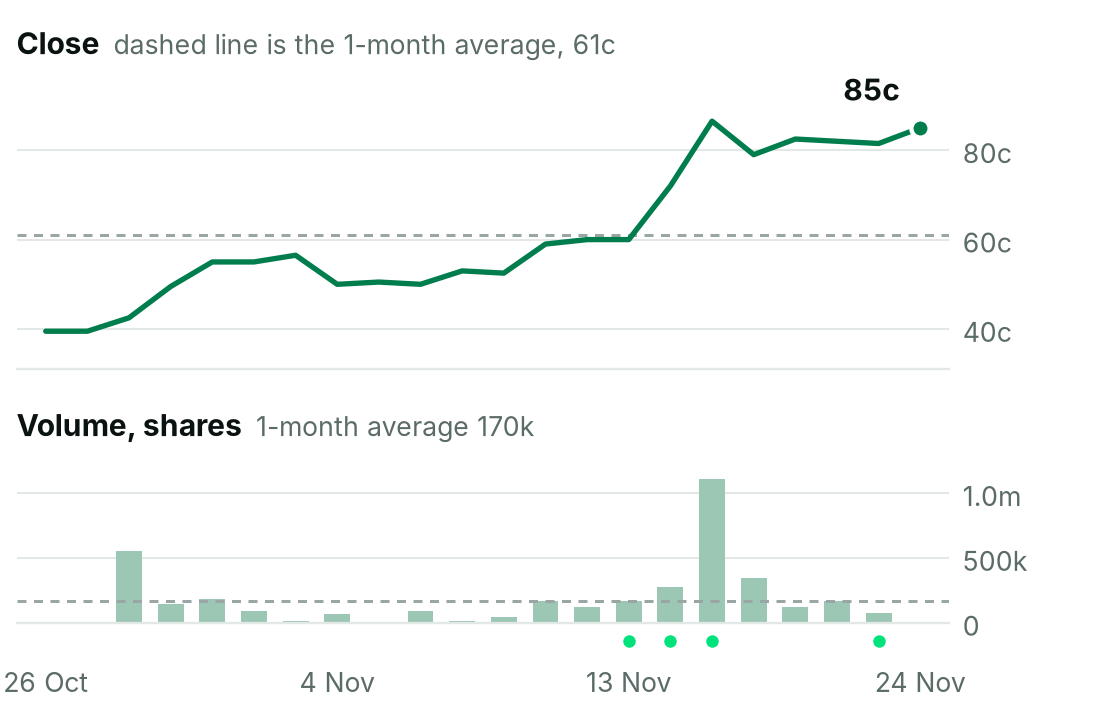 Close dashed line is the 1-month average, 61c
85c
80c
60c
40c
Volume, shares 1-month average 170k
1.0m
500k
0
26 Oct 4 Nov 13 Nov 24 Nov